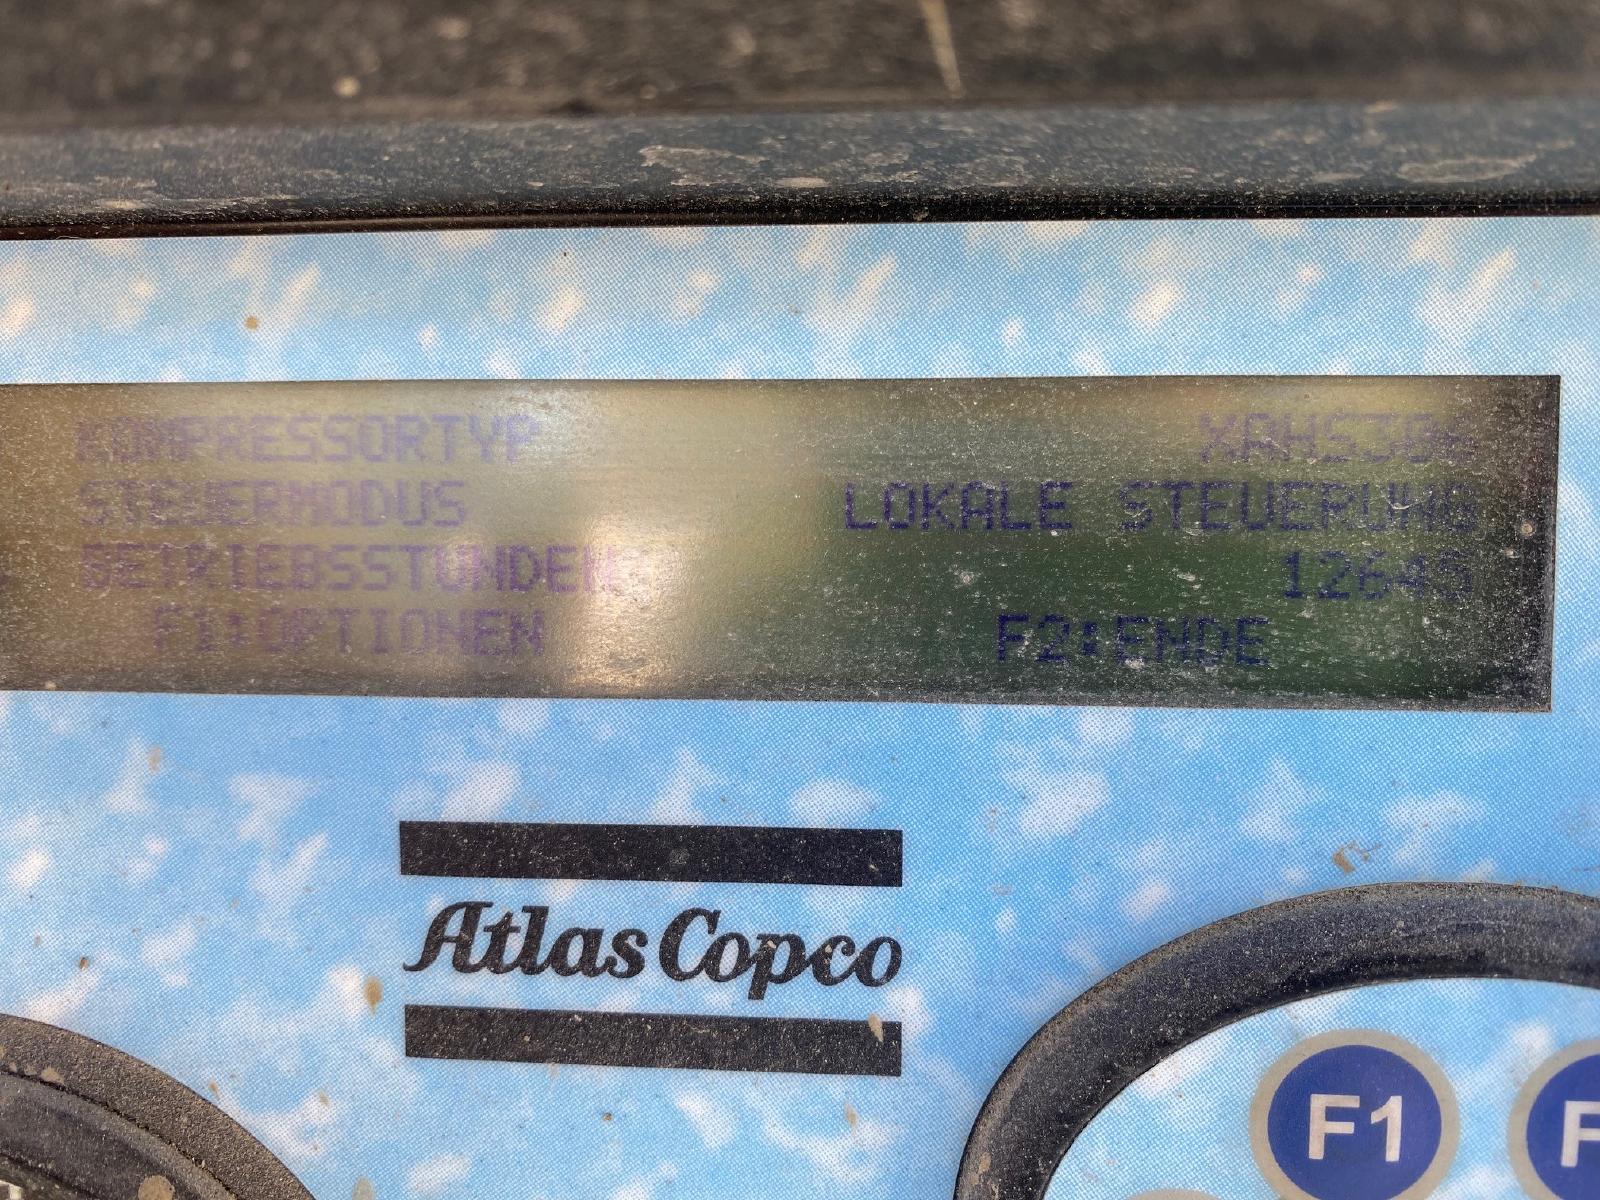 KOMPRESSORTYP XAHS386
STEUERMODUS LOKALE STEUERUNG
BETRIEBSSTUNDEN 12645
F1:OPTIONEN F2:ENDE
Atlas Copco
F1